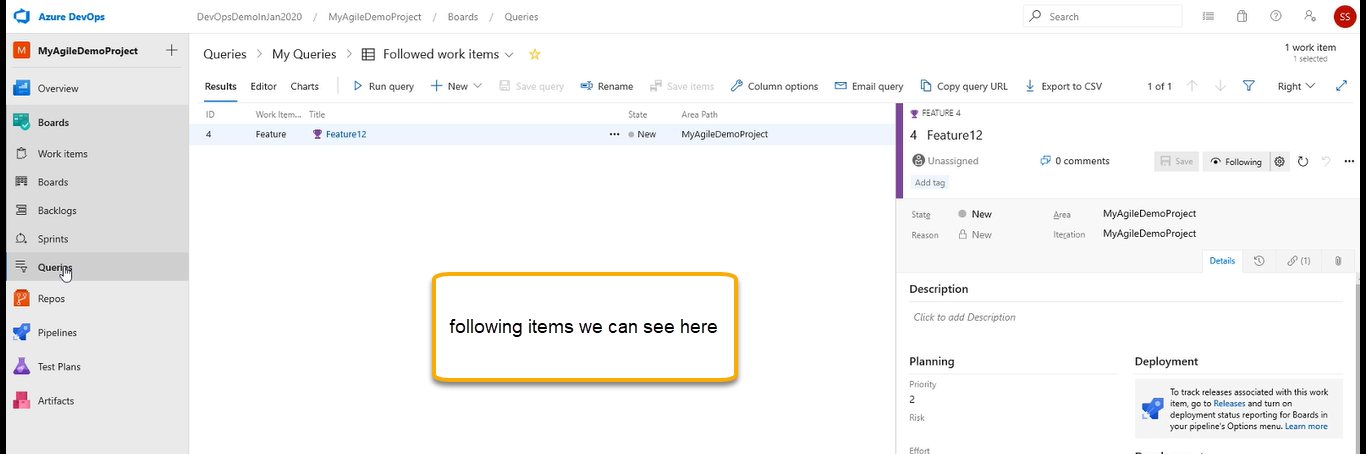 Azure DevOps
DevOpsDemoInJan2020 / MyAgileDemoProject / Boards / Queries
Search
SS
M MyAgileDemoProject
Queries > My Queries > Followed work items
1 work item
1 selected
Overview
Results Editor Charts Run query New Save query Rename Save items Column options Email query Copy query URL Export to CSV 1 of 1 Right
ID Work Item... Title State Area Path
4 Feature Feature12 ... New MyAgileDemoProject
FEATURE 4
4 Feature12
Unassigned 0 comments Save Following ...
Add tag
State New Area MyAgileDemoProject
Reason New Iteration MyAgileDemoProject
Details (1)
Description
Click to add Description
Planning
Priority
2
Risk
Effort
Deployment
To track releases associated with this work
item, go to Releases and turn on
deployment status reporting for Boards in
your pipeline's Options menu. Learn more
Boards
Work items
Boards
Backlogs
Sprints
Queries
Repos
Pipelines
Test Plans
Artifacts
following items we can see here